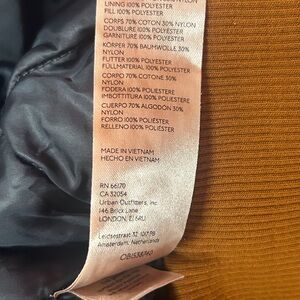 LINING 100% POLYESTER
FILL 100% POLYESTER
CORPS 70% COTON 30% NYLON
DOUBLURE 100% POLYESTER
GARNITURE 100% POLYESTER
KÖRPER 70% BAUMWOLLE 30%
NYLON
FUTTER 100% POLYESTER
FÜLLMATERIAL 100% POLYESTER
CORPO 70% COTONE 30%
NYLON
FODERA 100% POLIESTERE
IMBOTTITURA 100% POLIESTERE
CUERPO 70% ALGODÓN 30%
NYLON
FORRO 100% POLIÉSTER
RELLENO 100% POLIÉSTER
MADE IN VIETNAM
HECHO EN VIETNAM
RN 66170
CA 32054
Urban Outfitters, Inc.
146 Brick Lane
LONDON, E1 6RU
Leidsestraat 32, 1017 PB
Amsterdam, Netherlands